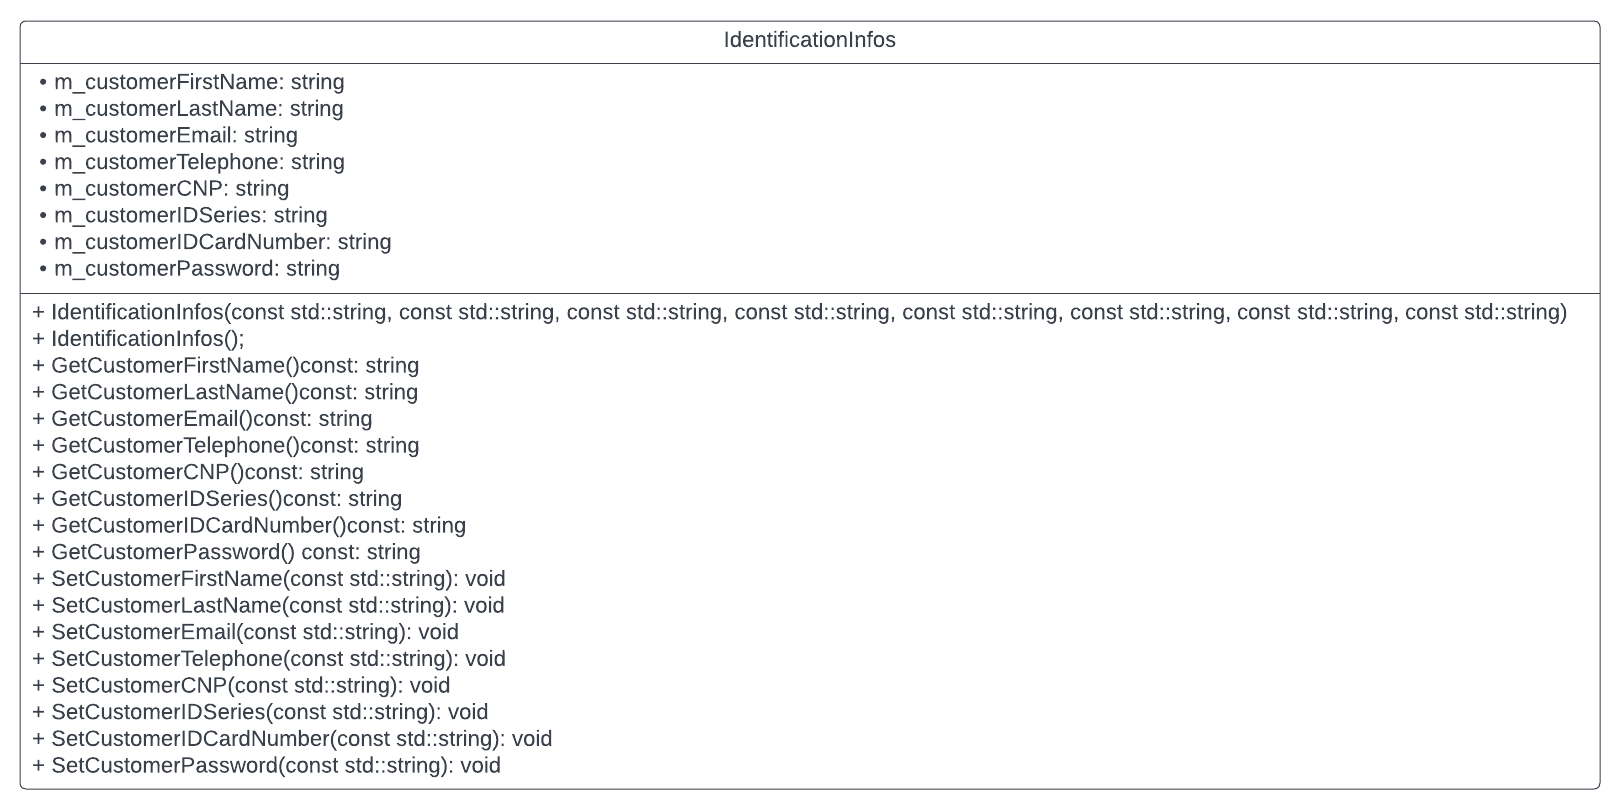 IdentificationInfos
• m_customerFirstName: string
• m_customerLastName: string
• m_customerEmail: string
• m_customerTelephone: string
• m_customerCNP: string
• m_customerIDSeries: string
• m_customerIDCardNumber: string
• m_customerPassword: string
+ IdentificationInfos(const std::string, const std::string, const std::string, const std::string, const std::string, const std::string, const std::string, const std::string)
+ IdentificationInfos();
+ GetCustomerFirstName()const: string
+ GetCustomerLastName()const: string
+ GetCustomerEmail()const: string
+ GetCustomerTelephone()const: string
+ GetCustomerCNP()const: string
+ GetCustomerIDSeries()const: string
+ GetCustomerIDCardNumber()const: string
+ GetCustomerPassword() const: string
+ SetCustomerFirstName(const std::string): void
+ SetCustomerLastName(const std::string): void
+ SetCustomerEmail(const std::string): void
+ SetCustomerTelephone(const std::string): void
+ SetCustomerCNP(const std::string): void
+ SetCustomerIDSeries(const std::string): void
+ SetCustomerIDCardNumber(const std::string): void
+ SetCustomerPassword(const std::string): void